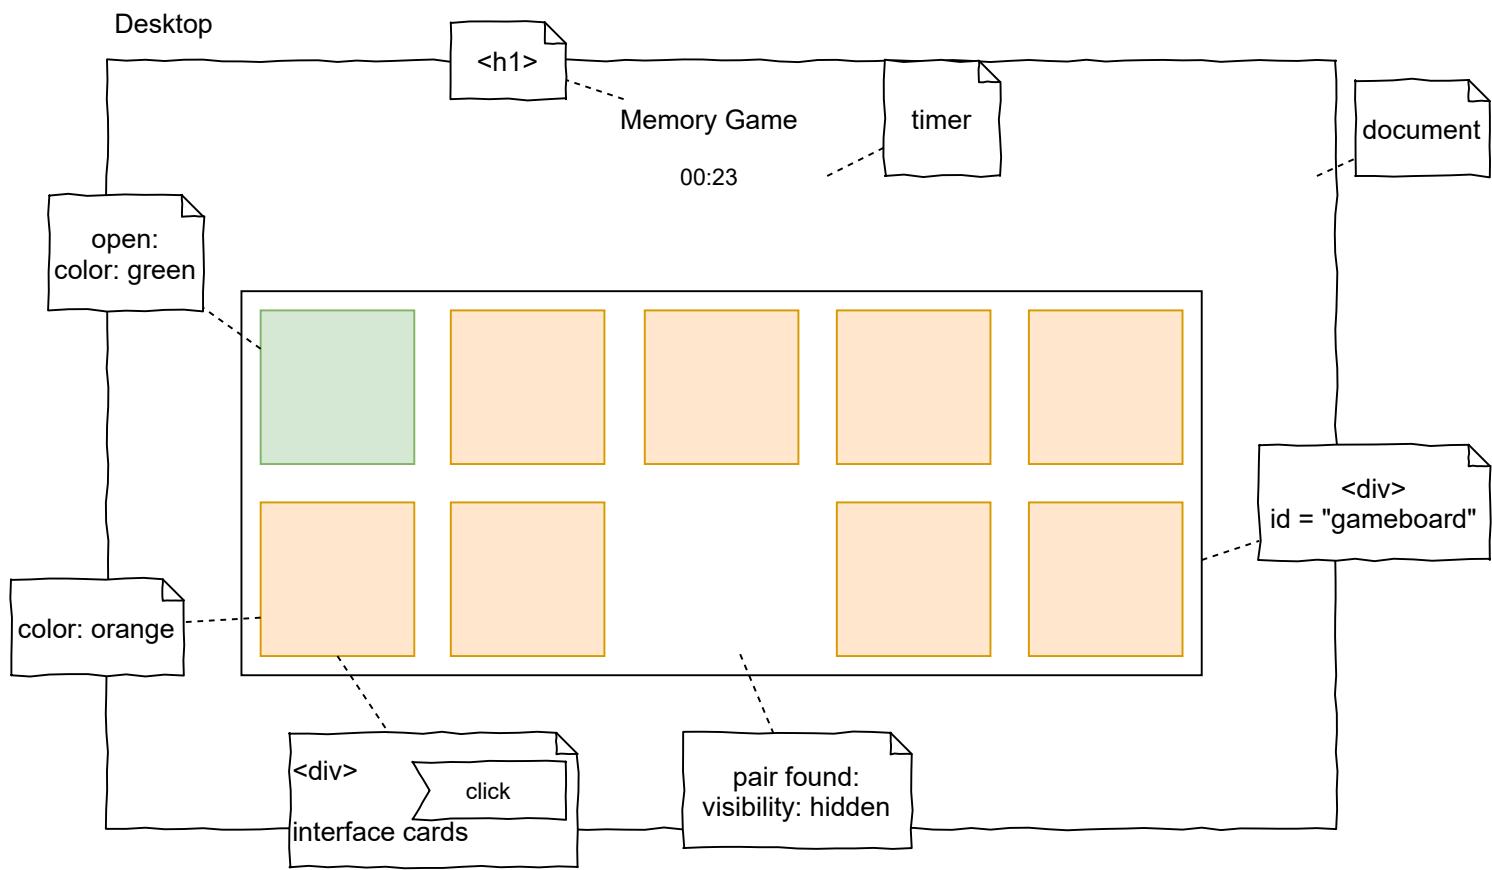 Desktop
<h1>
Memory Game
timer
document
00:23
open:
color: green
<div>
id = "gameboard"
color: orange
<div>
click
interface cards
pair found:
visibility: hidden